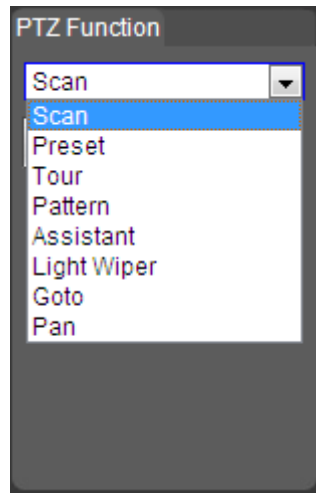 PTZ Function
Scan
Scan
Preset
Tour
Pattern
Assistant
Light Wiper
Goto
Pan